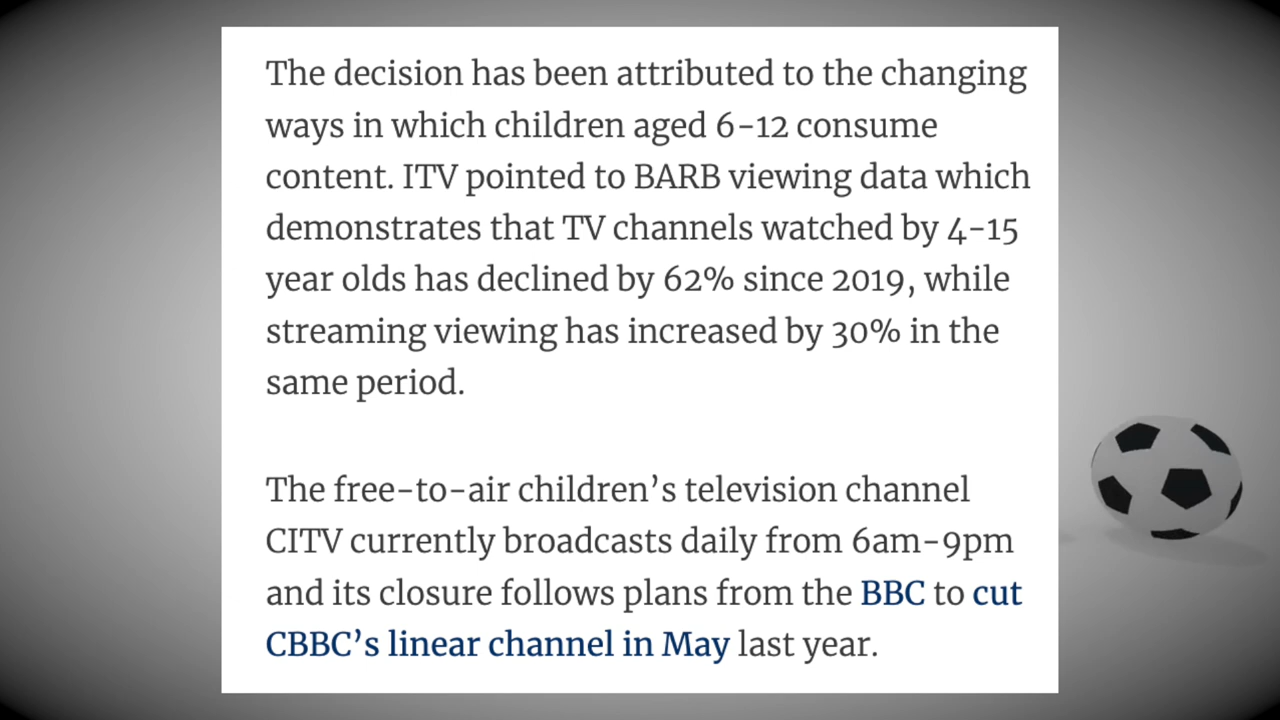 The decision has been attributed to the changing
ways in which children aged 6-12 consume
content. ITV pointed to BARB viewing data which
demonstrates that TV channels watched by 4-15
year olds has declined by 62% since 2019, while
streaming viewing has increased by 30% in the
same period.
The free-to-air children’s television channel
CITV currently broadcasts daily from 6am-9pm
and its closure follows plans from the BBC to cut
CBBC’s linear channel in May last year.